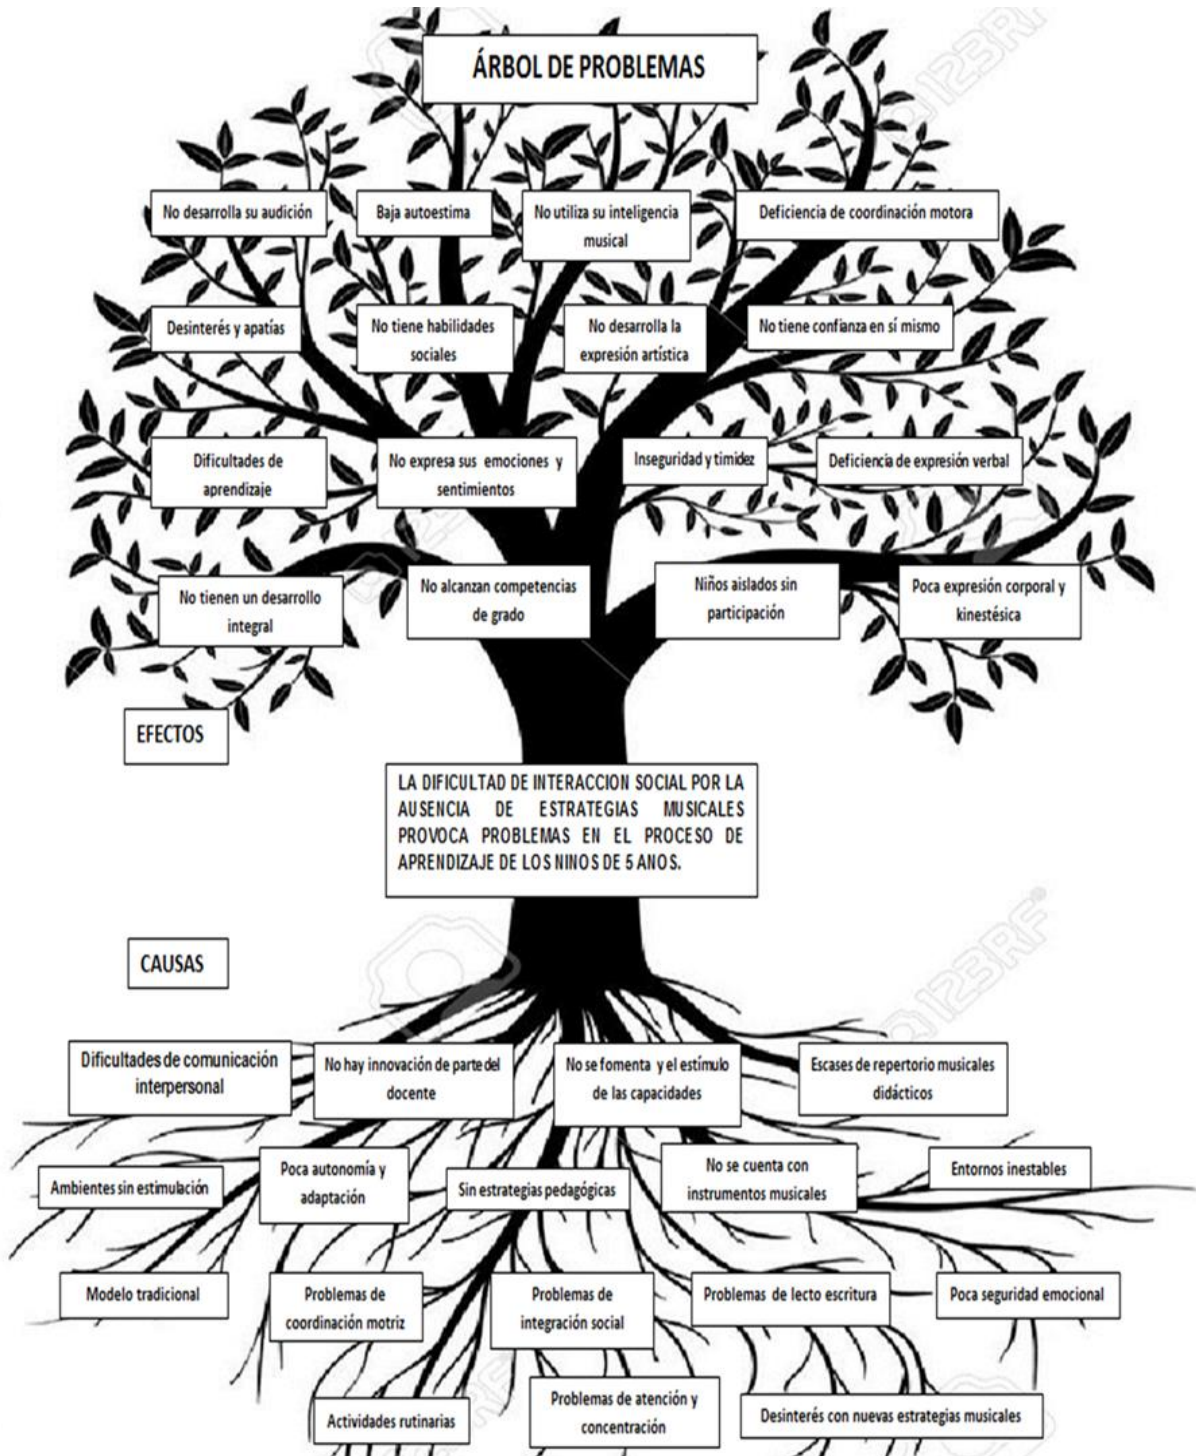 ÁRBOL DE PROBLEMAS
No desarrolla su audición
Baja autoestima
No utiliza su inteligencia
musical
Deficiencia de coordinación motora
Desinterés y apatías
No tiene habilidades
sociales
No desarrolla la
expresión artística
No tiene confianza en sí mismo
Dificultades de
aprendizaje
No expresa sus emociones y
sentimientos
Inseguridad y timidez
Deficiencia de expresión verbal
No tienen un desarrollo
integral
No alcanzan competencias
de grado
Niños aislados sin
participación
Poca expresión corporal y
kinestésica
EFECTOS
LA DIFICULTAD DE INTERACCION SOCIAL POR LA
AUSENCIA DE ESTRATEGIAS MUSICALES
PROVOCA PROBLEMAS EN EL PROCESO DE
APRENDIZAJE DE LOS NINOS DE 5 ANOS.
CAUSAS
Dificultades de comunicación
interpersonal
No hay innovación de parte del
docente
No se fomenta y el estímulo
de las capacidades
Escases de repertorio musicales
didácticos
Ambientes sin estimulación
Poca autonomía y
adaptación
Sin estrategias pedagógicas
No se cuenta con
instrumentos musicales
Entornos inestables
Modelo tradicional
Problemas de
coordinación motriz
Problemas de
integración social
Problemas de lecto escritura
Poca seguridad emocional
Actividades rutinarias
Problemas de atención y
concentración
Desinterés con nuevas estrategias musicales
123RF
123RF